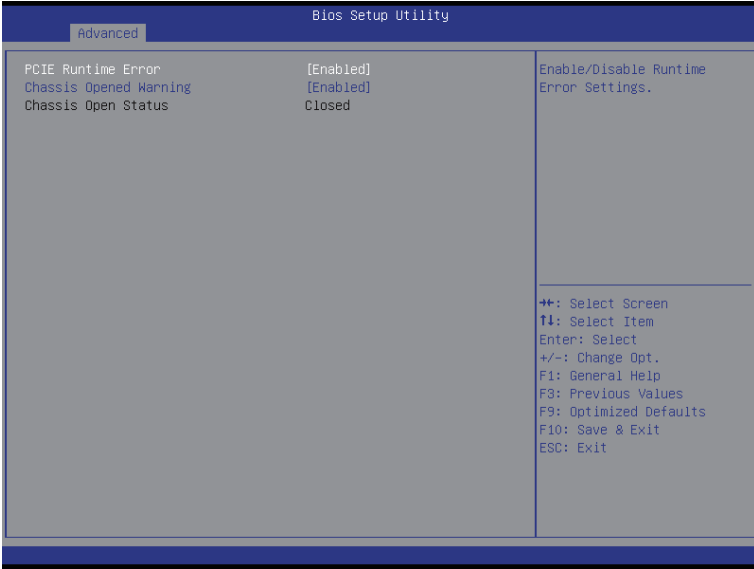 Bios Setup Utility
Advanced
PCIE Runtime Error [Enabled]
Chassis Opened Warning [Enabled]
Chassis Open Status Closed
Enable/Disable Runtime
Error Settings.
→←: Select Screen
↑↓: Select Item
Enter: Select
+/-: Change Opt.
F1: General Help
F3: Previous Values
F9: Optimized Defaults
F10: Save & Exit
ESC: Exit